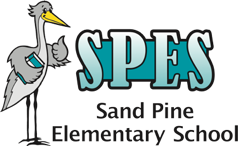 SPES
Sand Pine
Elementary School